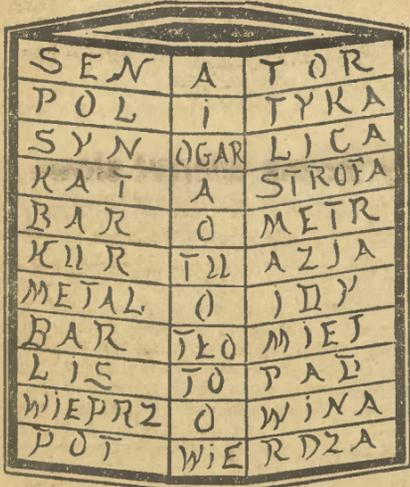 SEN A TOR
POL I TYKA
SYN OGAR LICA
KAT A STROFA
BAR O METR
KUR TU AZJA
METAL O IDY
BAR TŁO MIEJ
LIS TO PAD
WIEPRZ O WINA
POT WIE RDZA